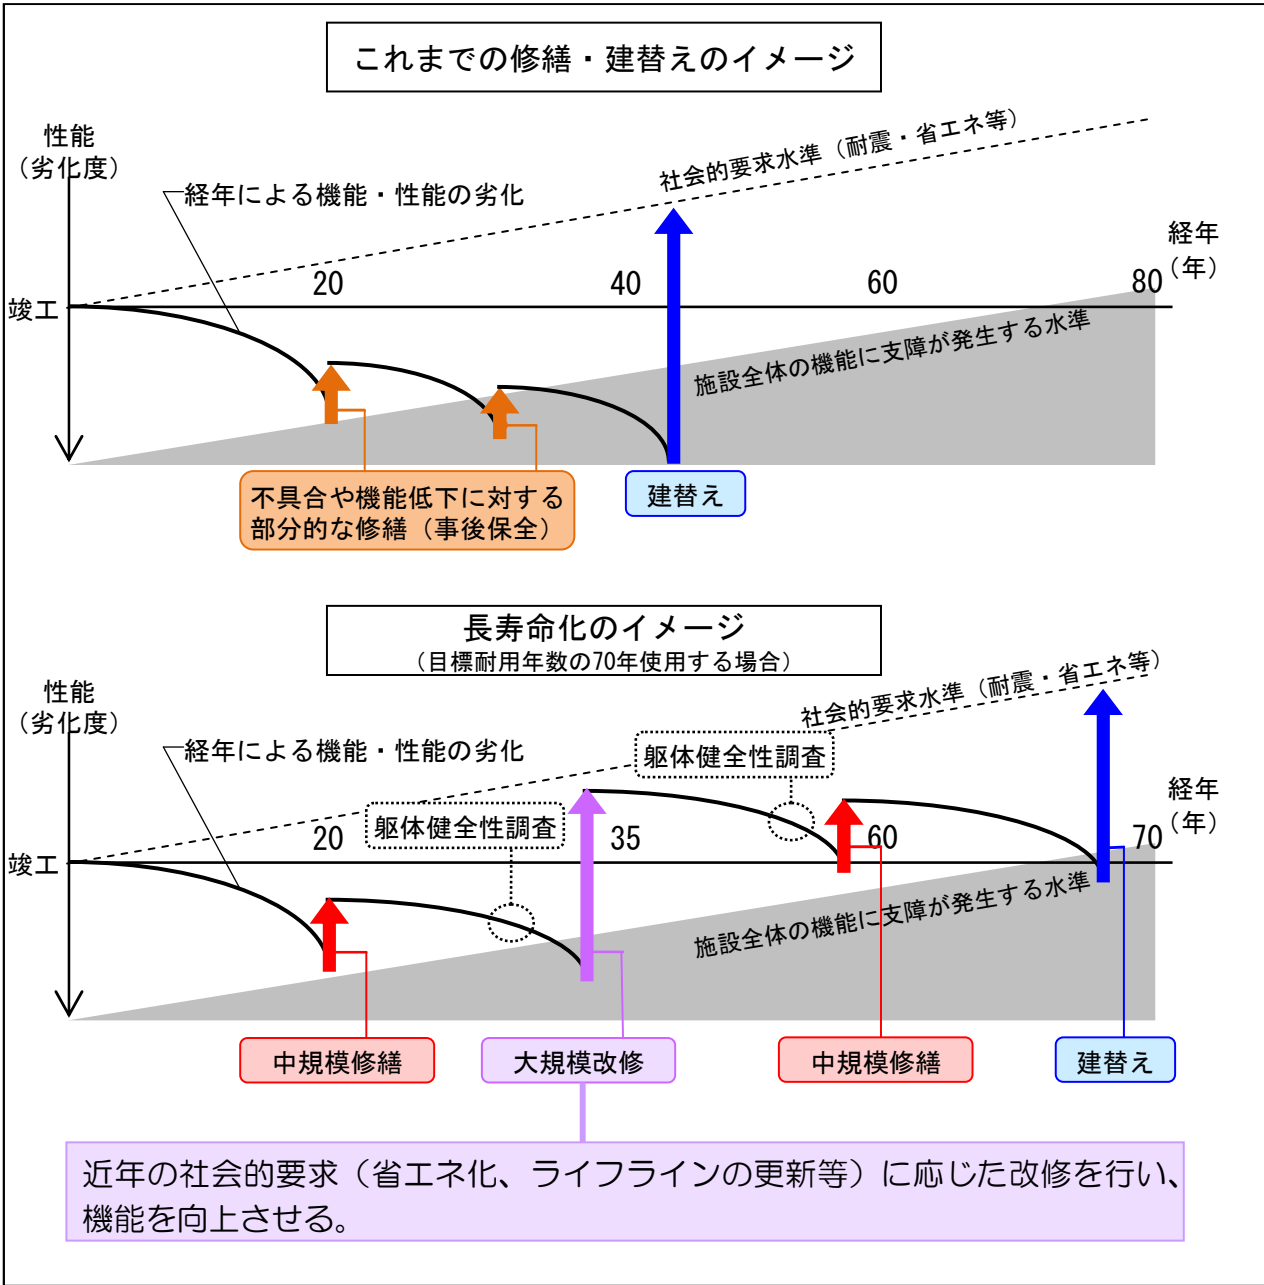 これまでの修繕・建替えのイメージ
性能
(劣化度)
経年による機能・性能の劣化
社会的要求水準（耐震・省エネ等）
経年
(年)
竣工
20
40
60
80
施設全体の機能に支障が発生する水準
不具合や機能低下に対する
部分的な修繕（事後保全）
建替え
長寿命化のイメージ
（目標耐用年数の70年使用する場合）
性能
(劣化度)
経年による機能・性能の劣化
社会的要求水準（耐震・省エネ等）
躯体健全性調査
躯体健全性調査
経年
(年)
竣工
20
35
60
70
施設全体の機能に支障が発生する水準
中規模修繕
大規模改修
中規模修繕
建替え
近年の社会的要求（省エネ化、ライフラインの更新等）に応じた改修を行い、
機能を向上させる。